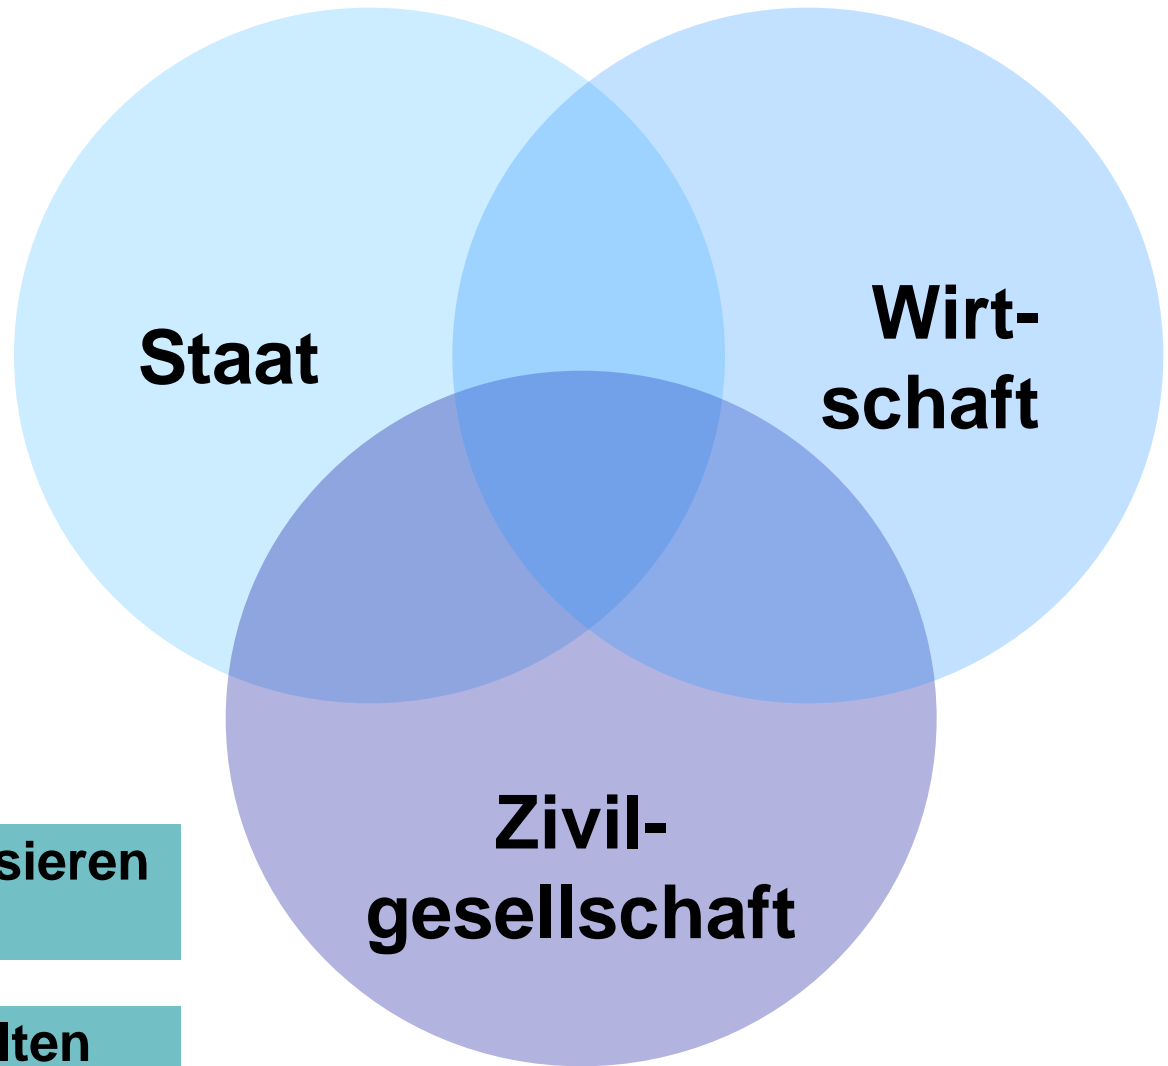 Staat
Wirt-
schaft
Zivil-
gesellschaft
sieren
lten